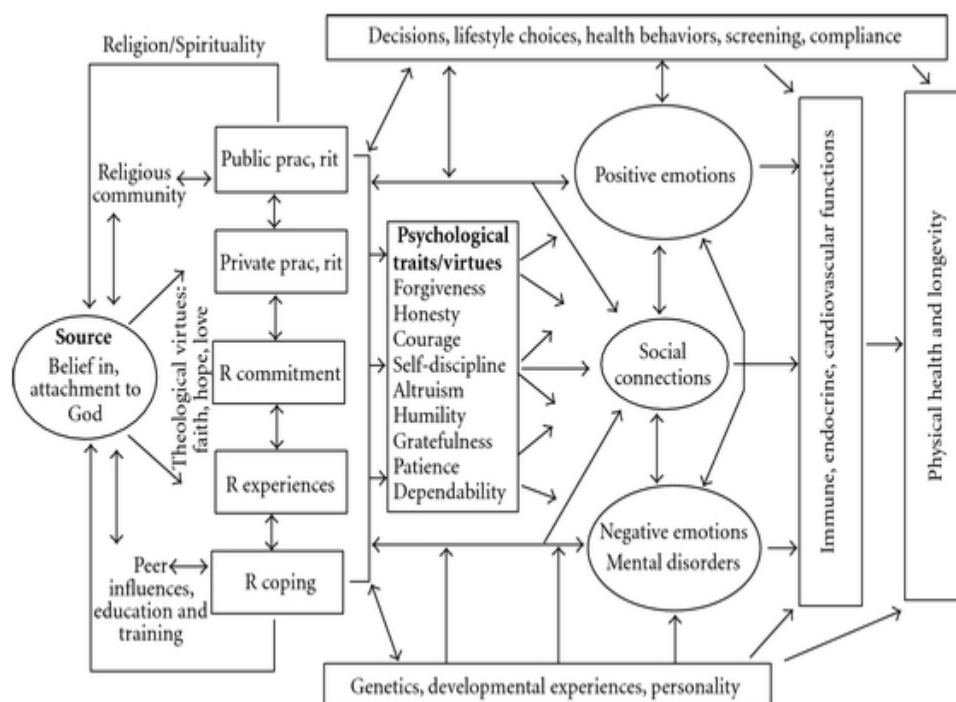 Religion/Spirituality
Decisions, lifestyle choices, health behaviors, screening, compliance
Religious
community
Public prac, rit
Private prac, rit
R commitment
R experiences
R coping
Source
Belief in,
attachment to
God
Theological virtues:
faith, hope, love
Peer
influences,
education and
training
Psychological
traits/virtues
Forgiveness
Honesty
Courage
Self-discipline
Altruism
Humility
Gratefulness
Patience
Dependability
Positive emotions
Social
connections
Negative emotions
Mental disorders
Immune, endocrine, cardiovascular functions
Physical health and longevity
Genetics, developmental experiences, personality